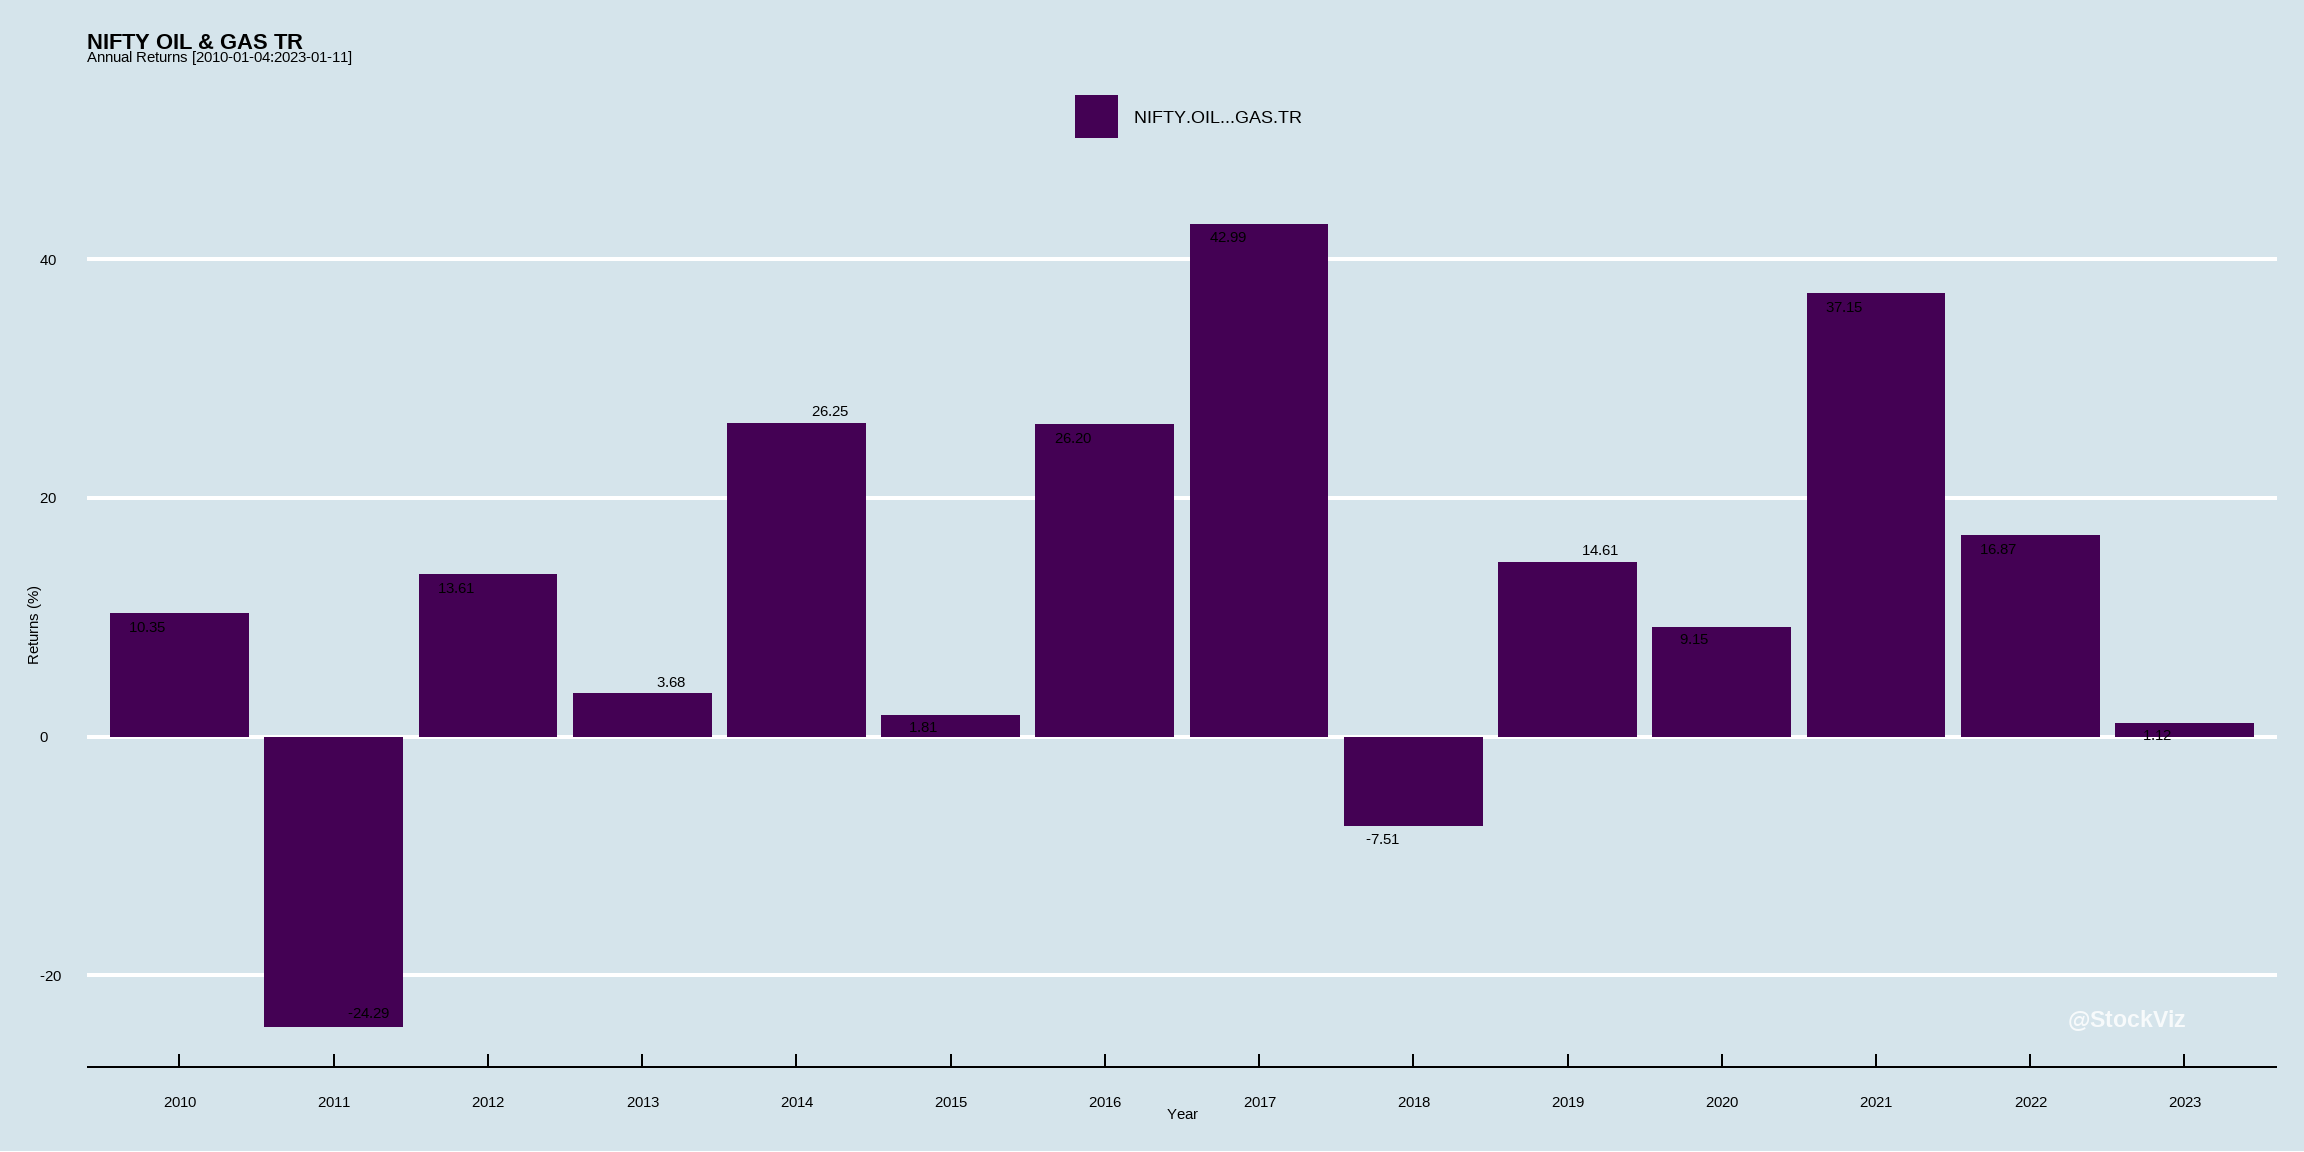 NIFTY OIL & GAS TR
Annual Returns [2010-01-04:2023-01-11]
NIFTY.OIL...GAS.TR
42.99
40
37.15
26.25
26.20
20
14.61
16.87
13.61
10.35
9.15
3.68
1.81
1.12
0
Returns (%)
-7.51
-20
-24.29
@StockViz
2010 2011 2012 2013 2014 2015 2016 2017 2018 2019 2020 2021 2022 2023
Year